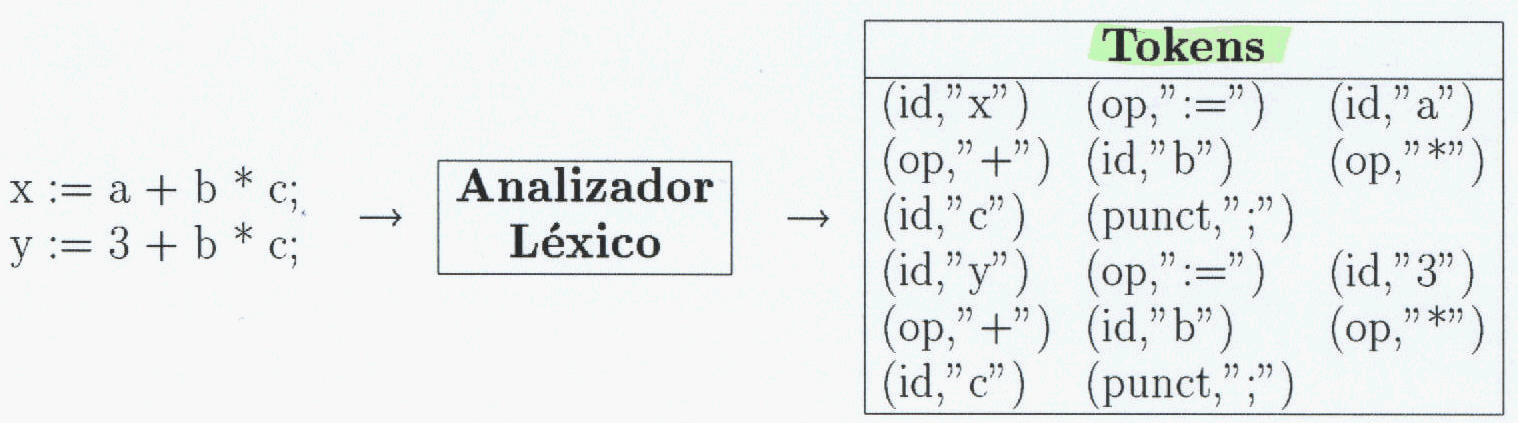 x := a + b * c;
y := 3 + b * c;
→
Analizador
Léxico
→
Tokens
(id,”x”) (op,”:=”) (id,”a”)
(op,”+”) (id,”b”) (op,”*”)
(id,”c”) (punct,”;”)
(id,”y”) (op,”:=”) (id,”3”)
(op,”+”) (id,”b”) (op,”*”)
(id,”c”) (punct,”;”)